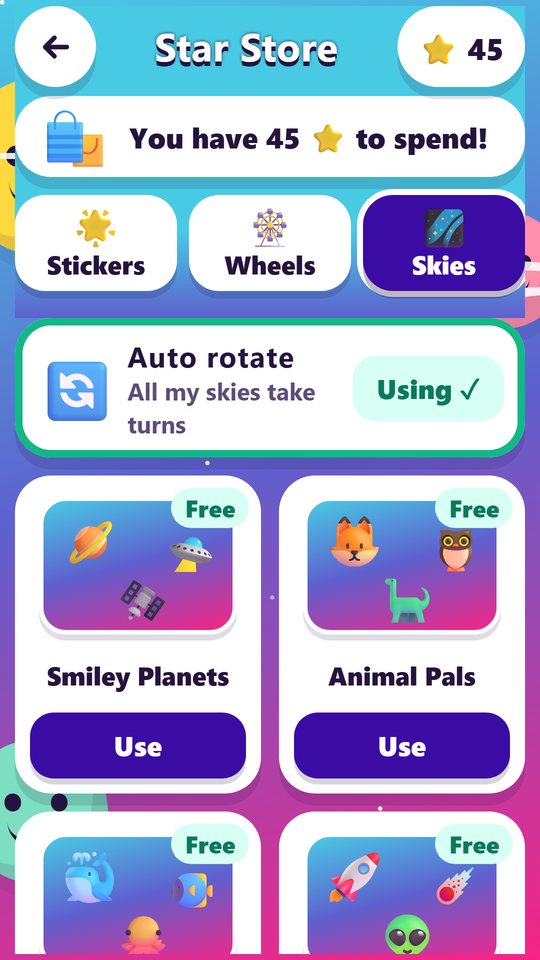 Star Store
45
You have 45 to spend!
Stickers
Wheels
Skies
Auto rotate
All my skies take
turns
Using ✓
Free
Free
Smiley Planets
Animal Pals
Use
Use
Free
Free